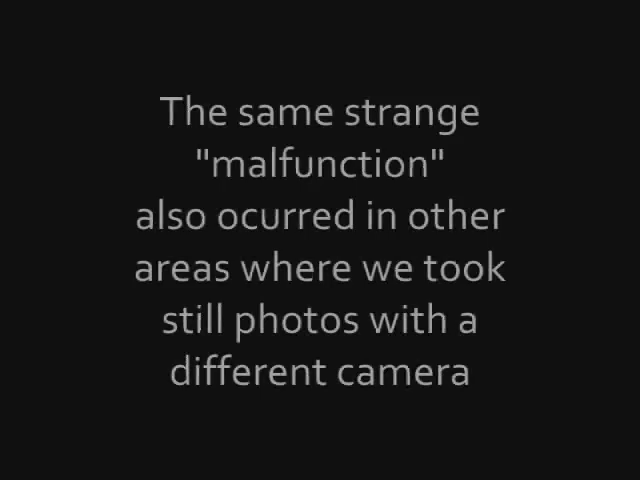 The same strange
"malfunction"
also ocurred in other
areas where we took
still photos with a
different camera